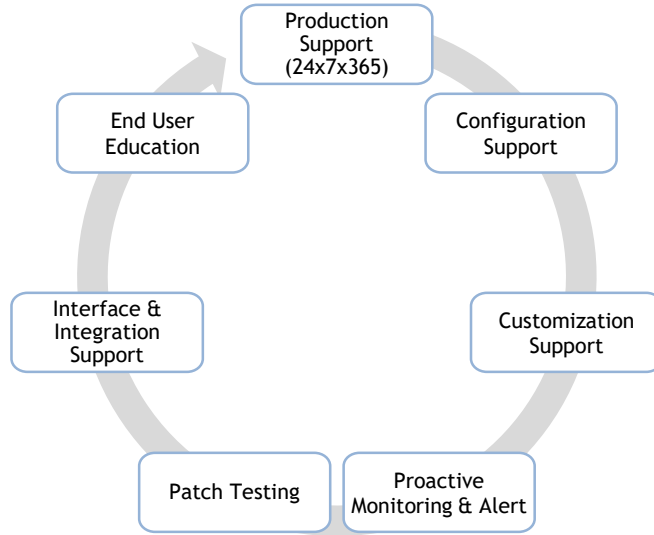 Production
Support
(24x7x365)
Configuration
Support
Customization
Support
Proactive
Monitoring & Alert
Patch Testing
Interface &
Integration
Support
End User
Education